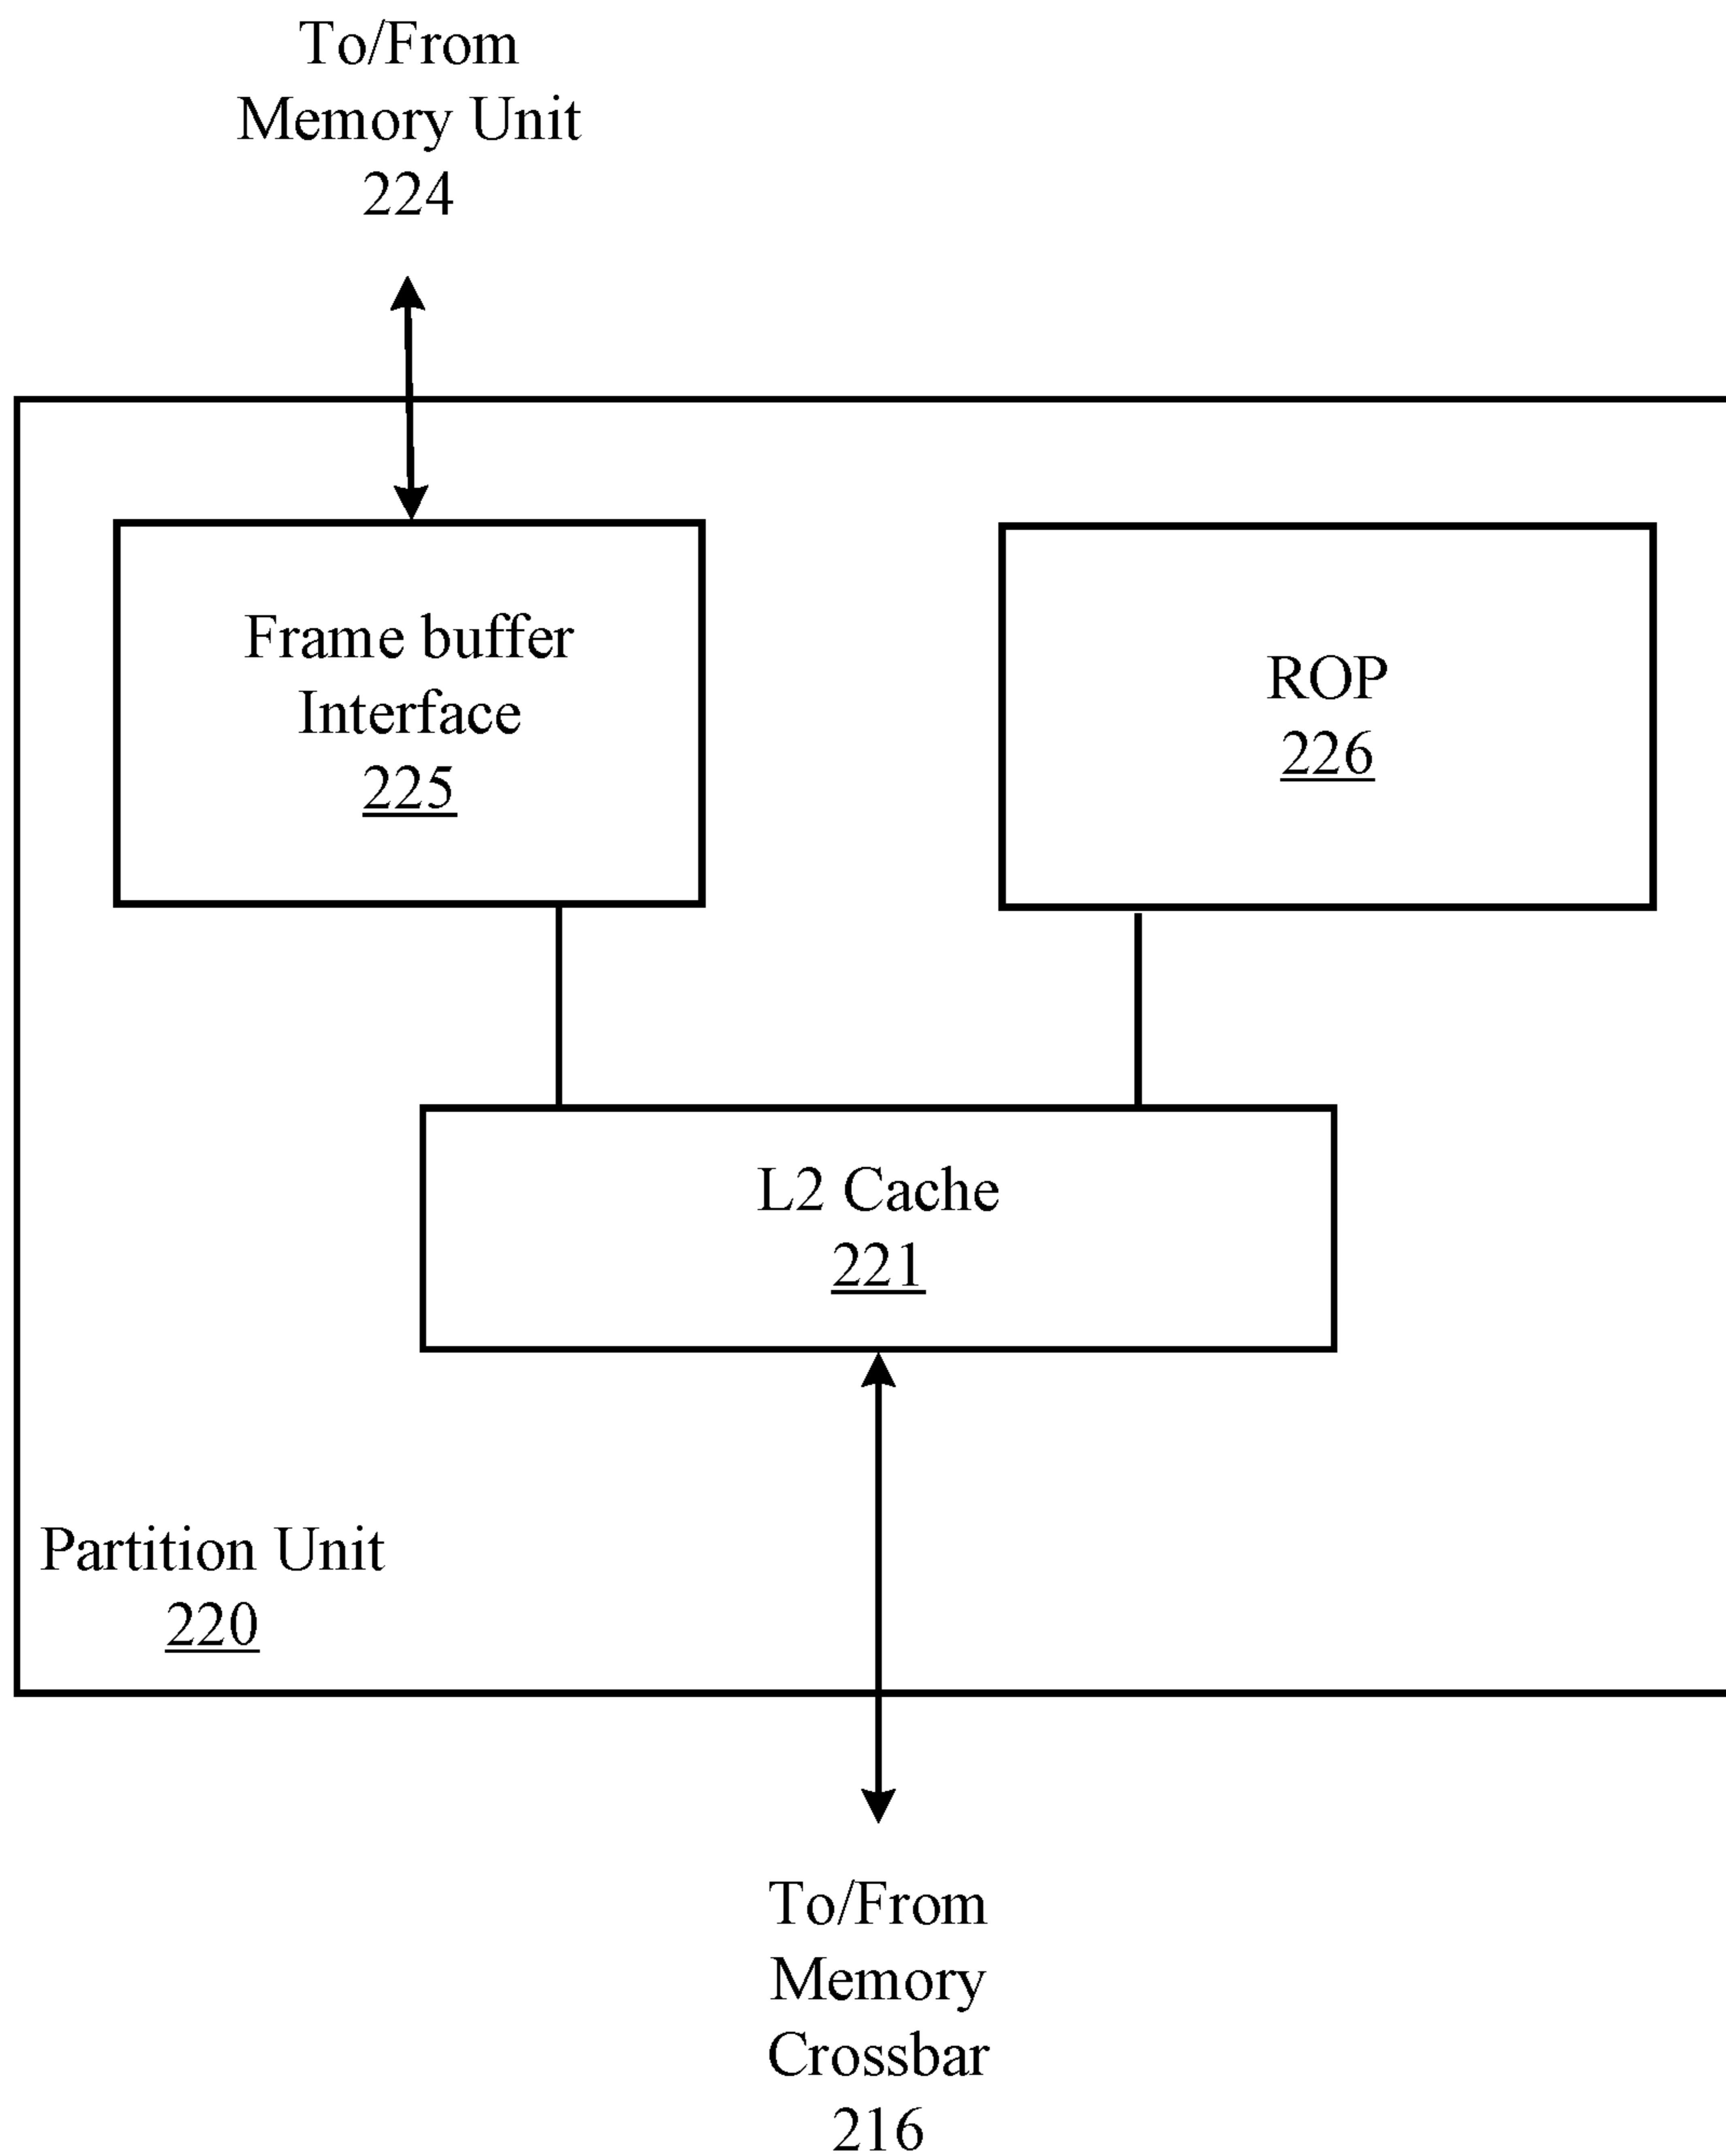 To/From
Memory Unit
224
Frame buffer
Interface
225
ROP
226
L2 Cache
221
Partition Unit
220
To/From
Memory
Crossbar
216